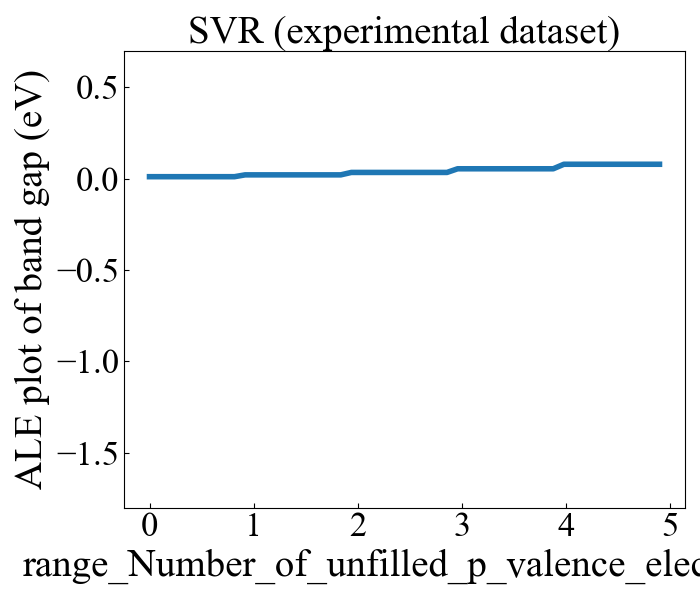 SVR (experimental dataset)
ALE plot of band gap (eV)
0.5
0.0
−0.5
−1.0
−1.5
0 1 2 3 4 5
range_Number_of_unfilled_p_valence_elec